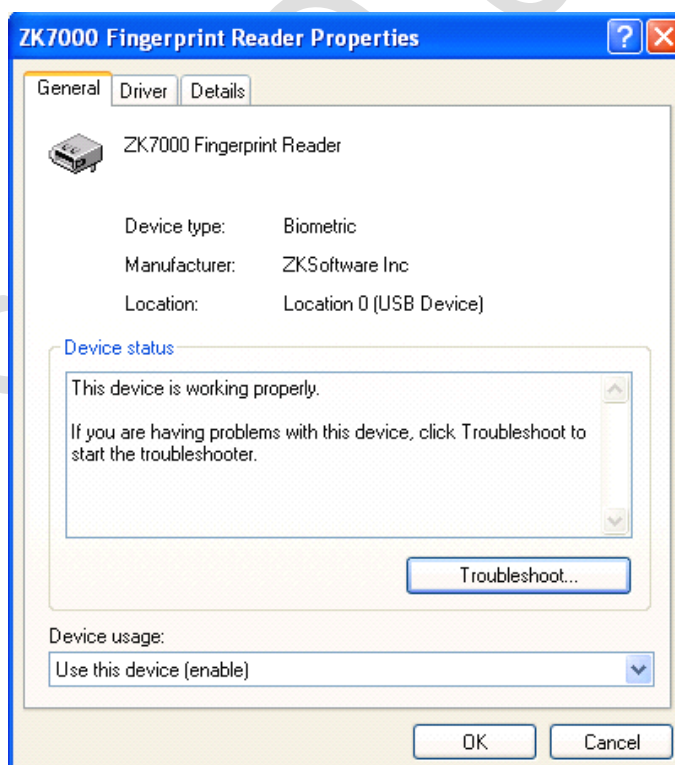 ZK7000 Fingerprint Reader Properties
General Driver Details
ZK7000 Fingerprint Reader
Device type: Biometric
Manufacturer: ZKSoftware Inc
Location: Location 0 (USB Device)
Device status
This device is working properly.
If you are having problems with this device, click Troubleshoot to
start the troubleshooter.
Troubleshoot...
Device usage:
Use this device (enable)
OK Cancel